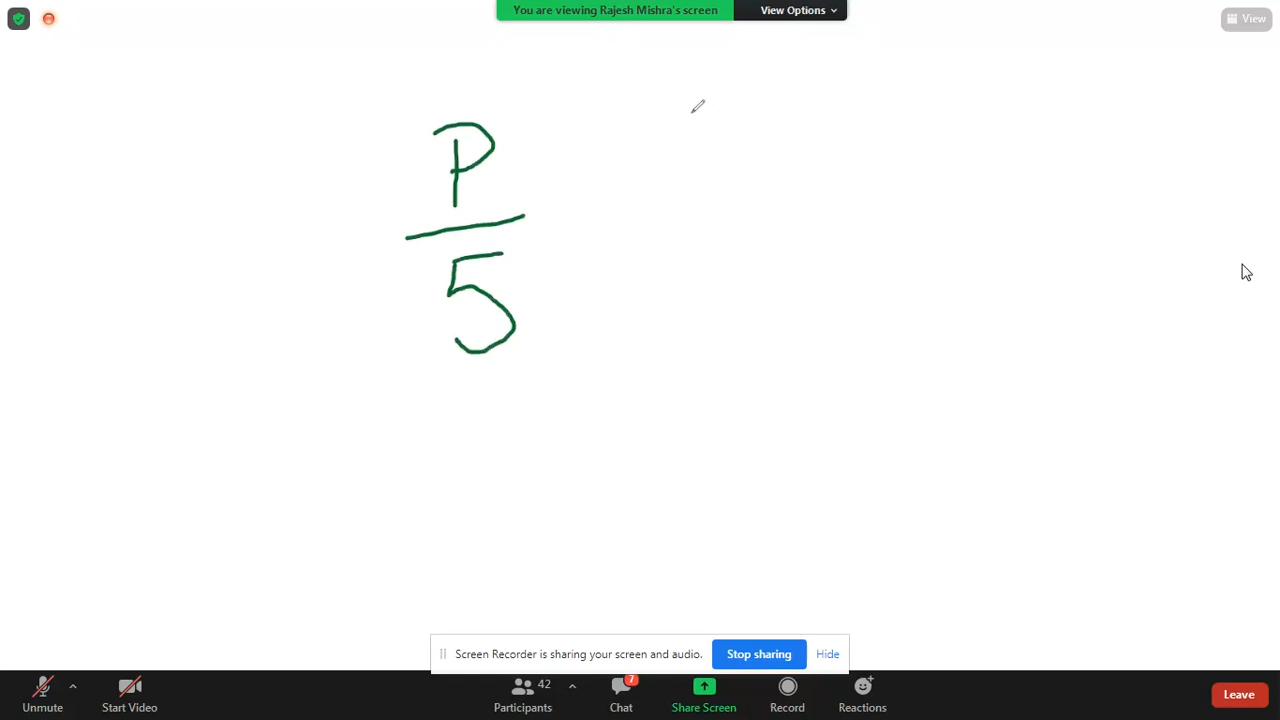 You are viewing Rajesh Mishra's screen View Options
View
P
5
Screen Recorder is sharing your screen and audio. Stop sharing Hide
42 7
Unmute Start Video Participants Chat Share Screen Record Reactions Leave